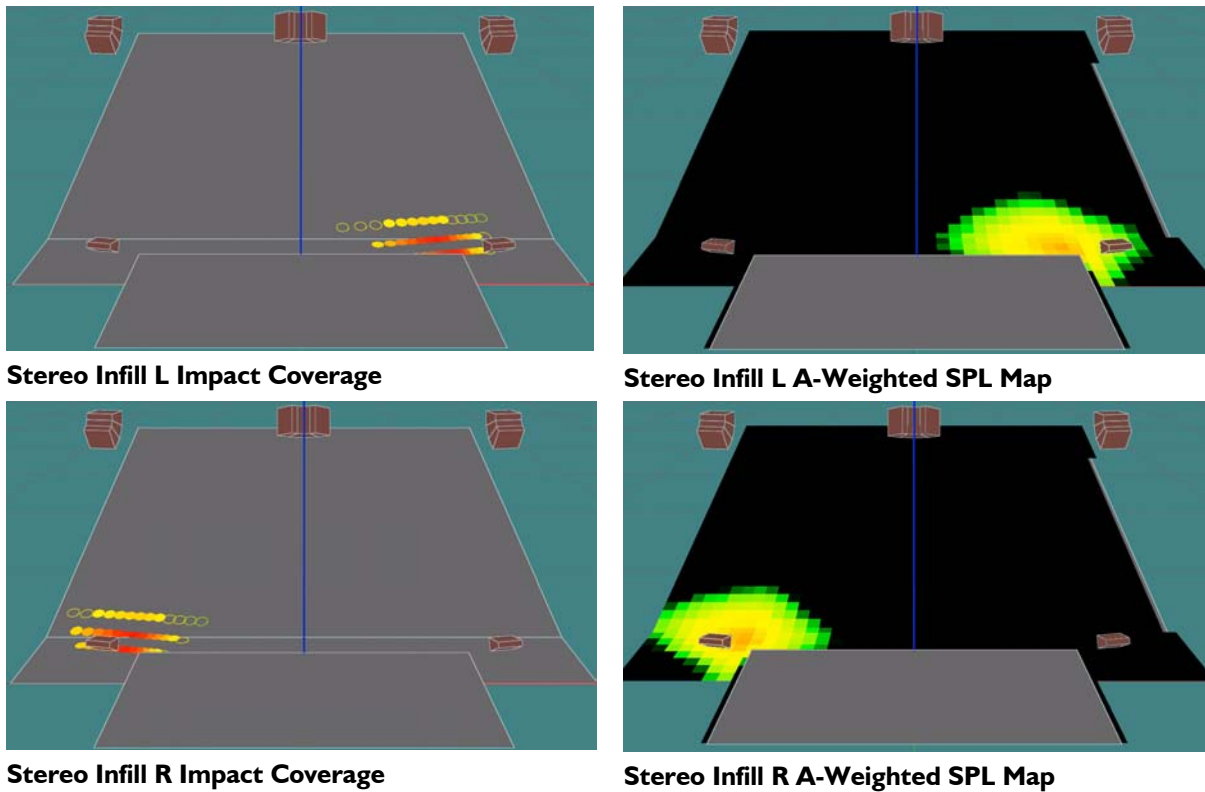 Stereo Infill L Impact Coverage
Stereo Infill L A-Weighted SPL Map
Stereo Infill R Impact Coverage
Stereo Infill R A-Weighted SPL Map